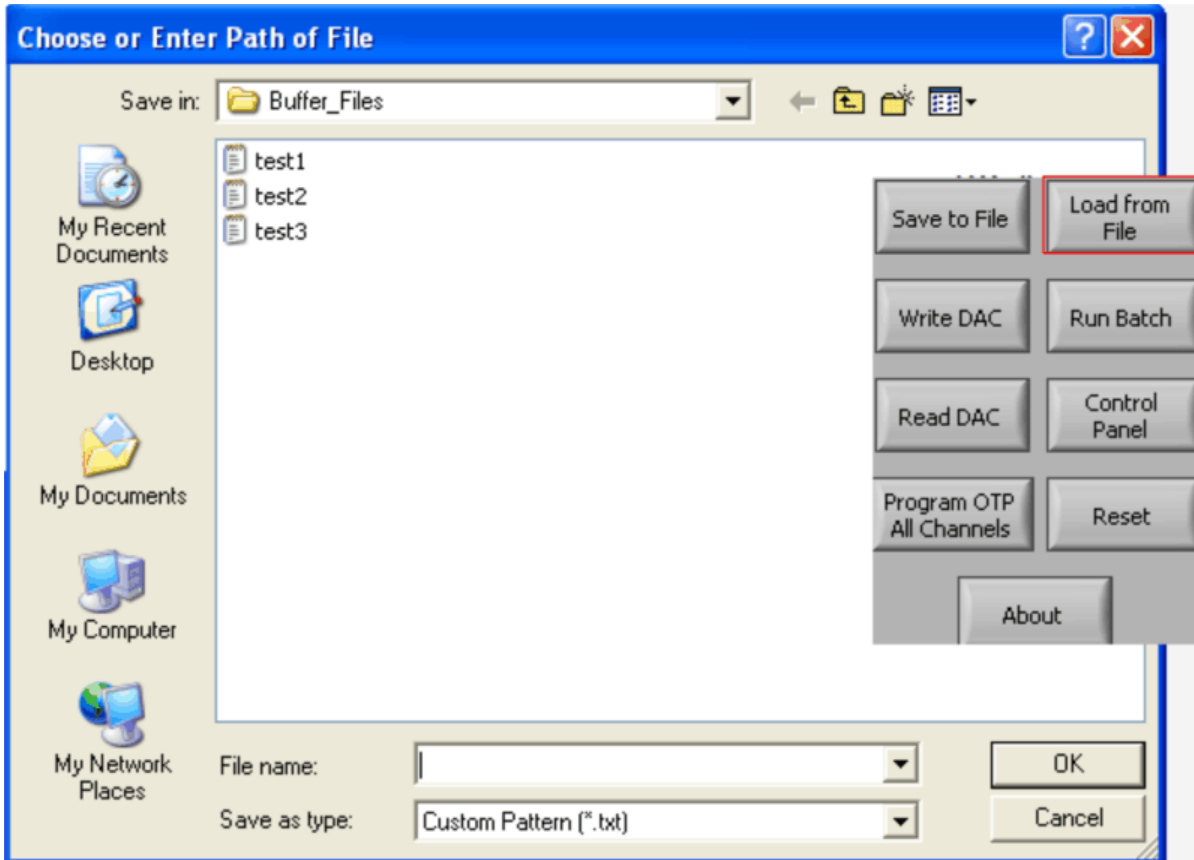 Choose or Enter Path of File
Save in:
Buffer_Files
test1
test2
test3
My Recent
Documents
Desktop
My Documents
My Computer
My Network
Places
Save to File
Load from
File
Write DAC
Run Batch
Read DAC
Control
Panel
Program OTP
All Channels
Reset
About
File name:
OK
Save as type:
Custom Pattern (*.txt)
Cancel